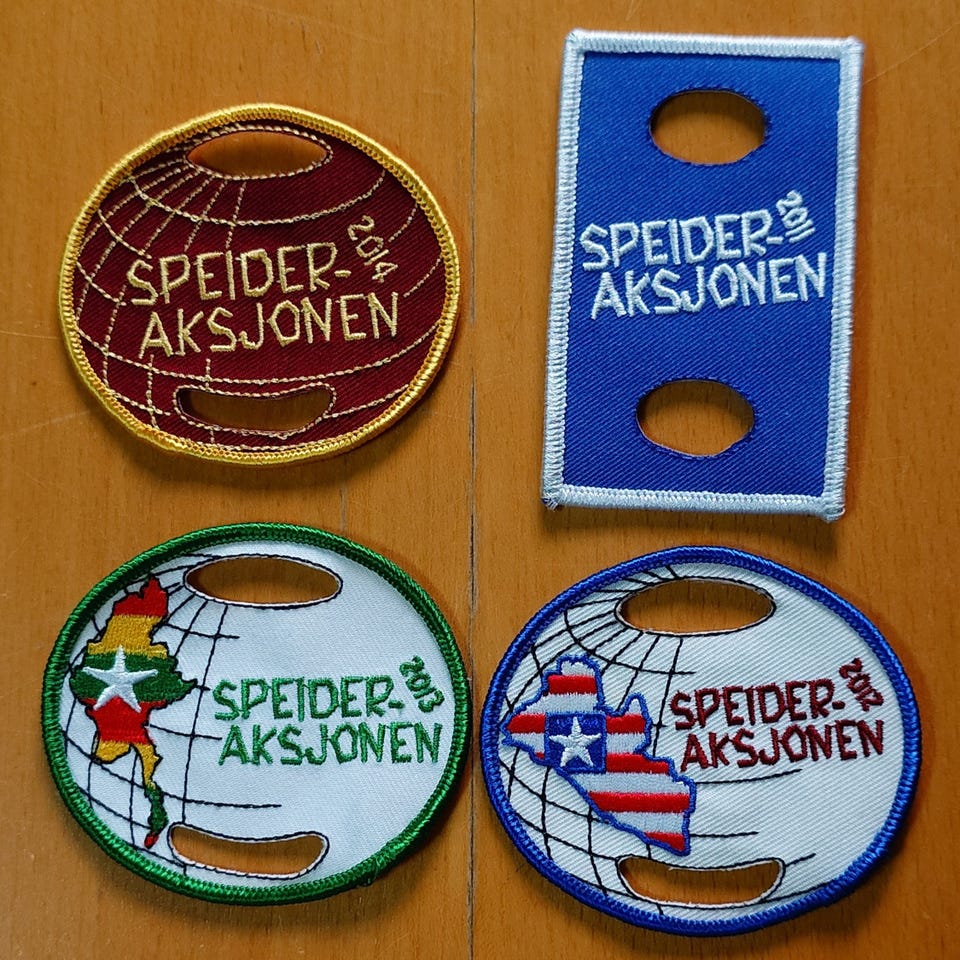 SPEIDER- 2014
AKSJONEN
SPEIDER- 2011
AKSJONEN
SPEIDER- 2013
AKSJONEN
SPEIDER- 2012
AKSJONEN